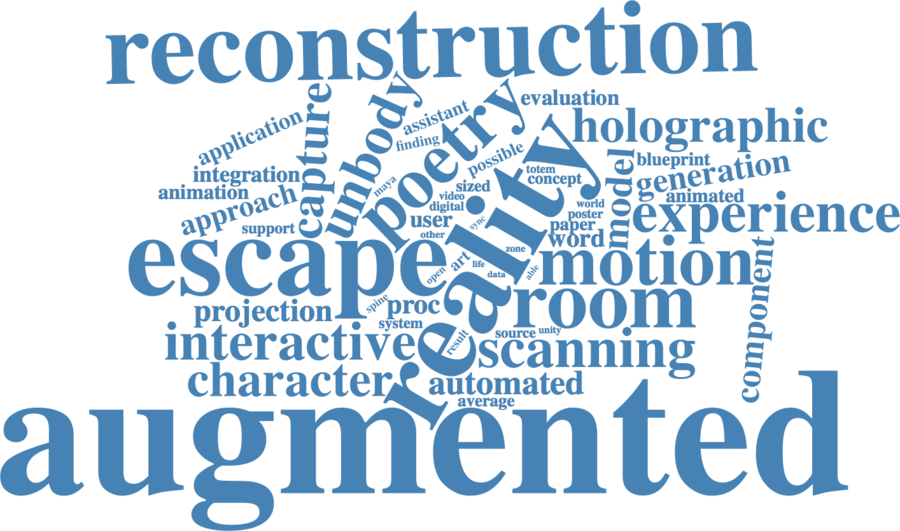 reconstruction
application
capture
unbody
assistant
finding
poetry
evaluation
holographic
possible
integration
animation
approach
support
maya
sized
video
digital
user
other
sync
totem
concept
world
poster
paper
word
model
blueprint
generation
animated
experience
escape
reality
open
art
life
data
zone
able
motion
room
component
projection
spine
proc
system
interactive
result
source
unity
scanning
character
automated
average
augmented